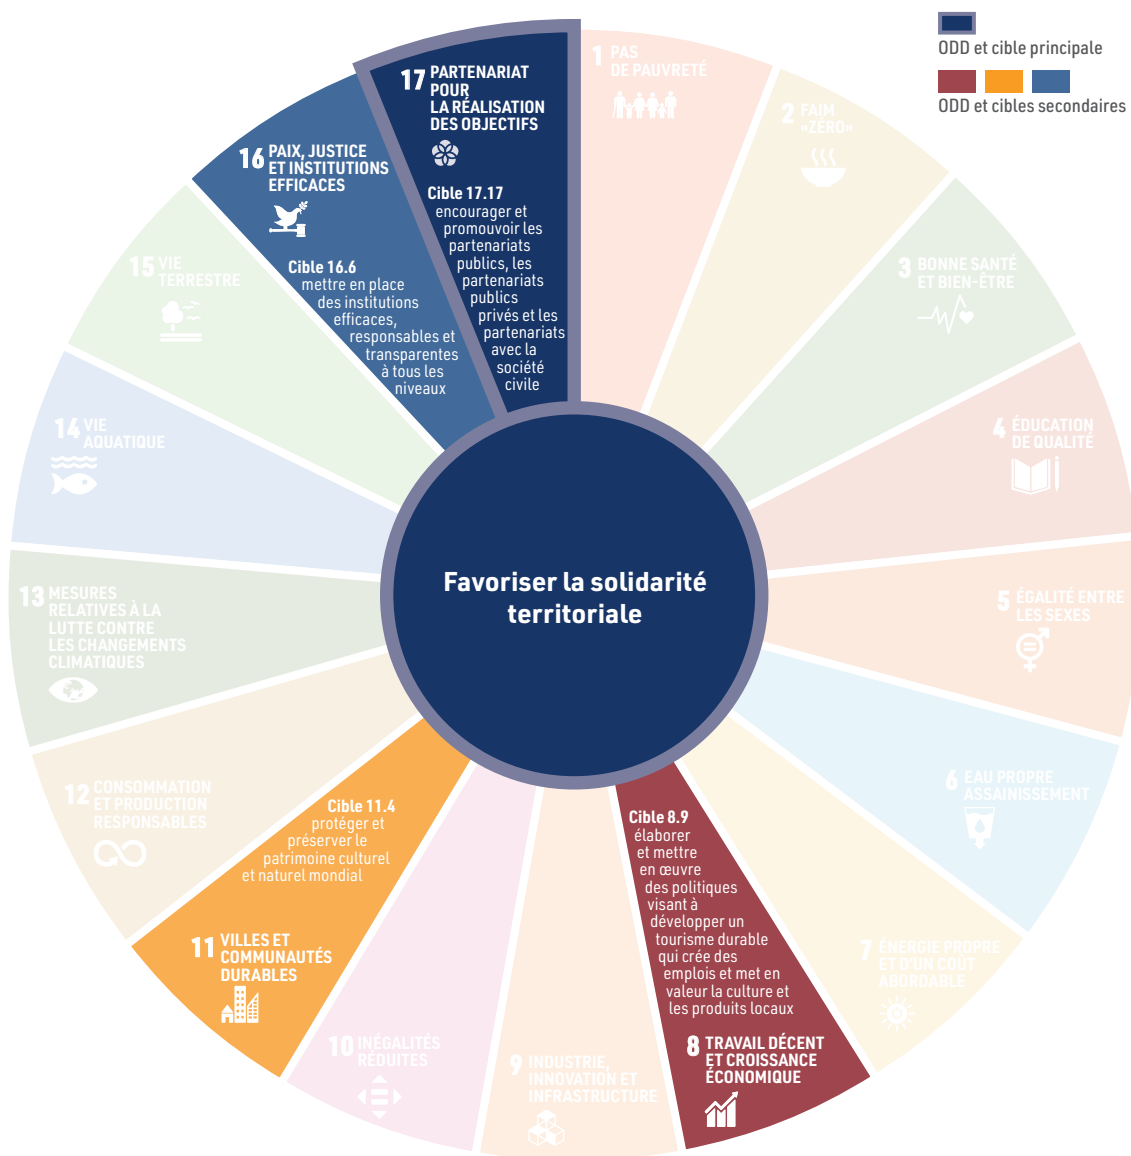 ODD et cible principale
ODD et cibles secondaires
Favoriser la solidarité
territoriale
1 PAS
DE PAUVRETÉ
2 FAIM
«ZÉRO»
3 BONNE SANTÉ
ET BIEN-ÊTRE
4 ÉDUCATION
DE QUALITÉ
5 ÉGALITÉ ENTRE
LES SEXES
6 EAU PROPRE
ASSAINISSEMENT
7 ÉNERGIE PROPRE
ET D'UN COÛT
ABORDABLE
Cible 8.9
élaborer
et mettre
en œuvre
des politiques
visant à
développer un
tourisme durable
qui crée des
emplois et met en
valeur la culture et
les produits locaux
8 TRAVAIL DÉCENT
ET CROISSANCE
ÉCONOMIQUE
9 INDUSTRIE,
INNOVATION ET
INFRASTRUCTURE
10 INÉGALITÉS
RÉDUITES
Cible 11.4
protéger et
préserver le
patrimoine culturel
et naturel mondial
11 VILLES ET
COMMUNAUTÉS
DURABLES
12 CONSOMMATION
ET PRODUCTION
RESPONSABLES
13 MESURES
RELATIVES À LA
LUTTE CONTRE
LES CHANGEMENTS
CLIMATIQUES
14 VIE
AQUATIQUE
15 VIE
TERRESTRE
16 PAIX, JUSTICE
ET INSTITUTIONS
EFFICACES
Cible 16.6
mettre en place
des institutions
efficaces,
responsables et
transparentes
à tous les
niveaux
17 PARTENARIAT
POUR
LA RÉALISATION
DES OBJECTIFS
Cible 17.17
encourager et
promouvoir les
partenariats
publics, les
partenariats
publics
privés et les
partenariats
avec la
société
civile